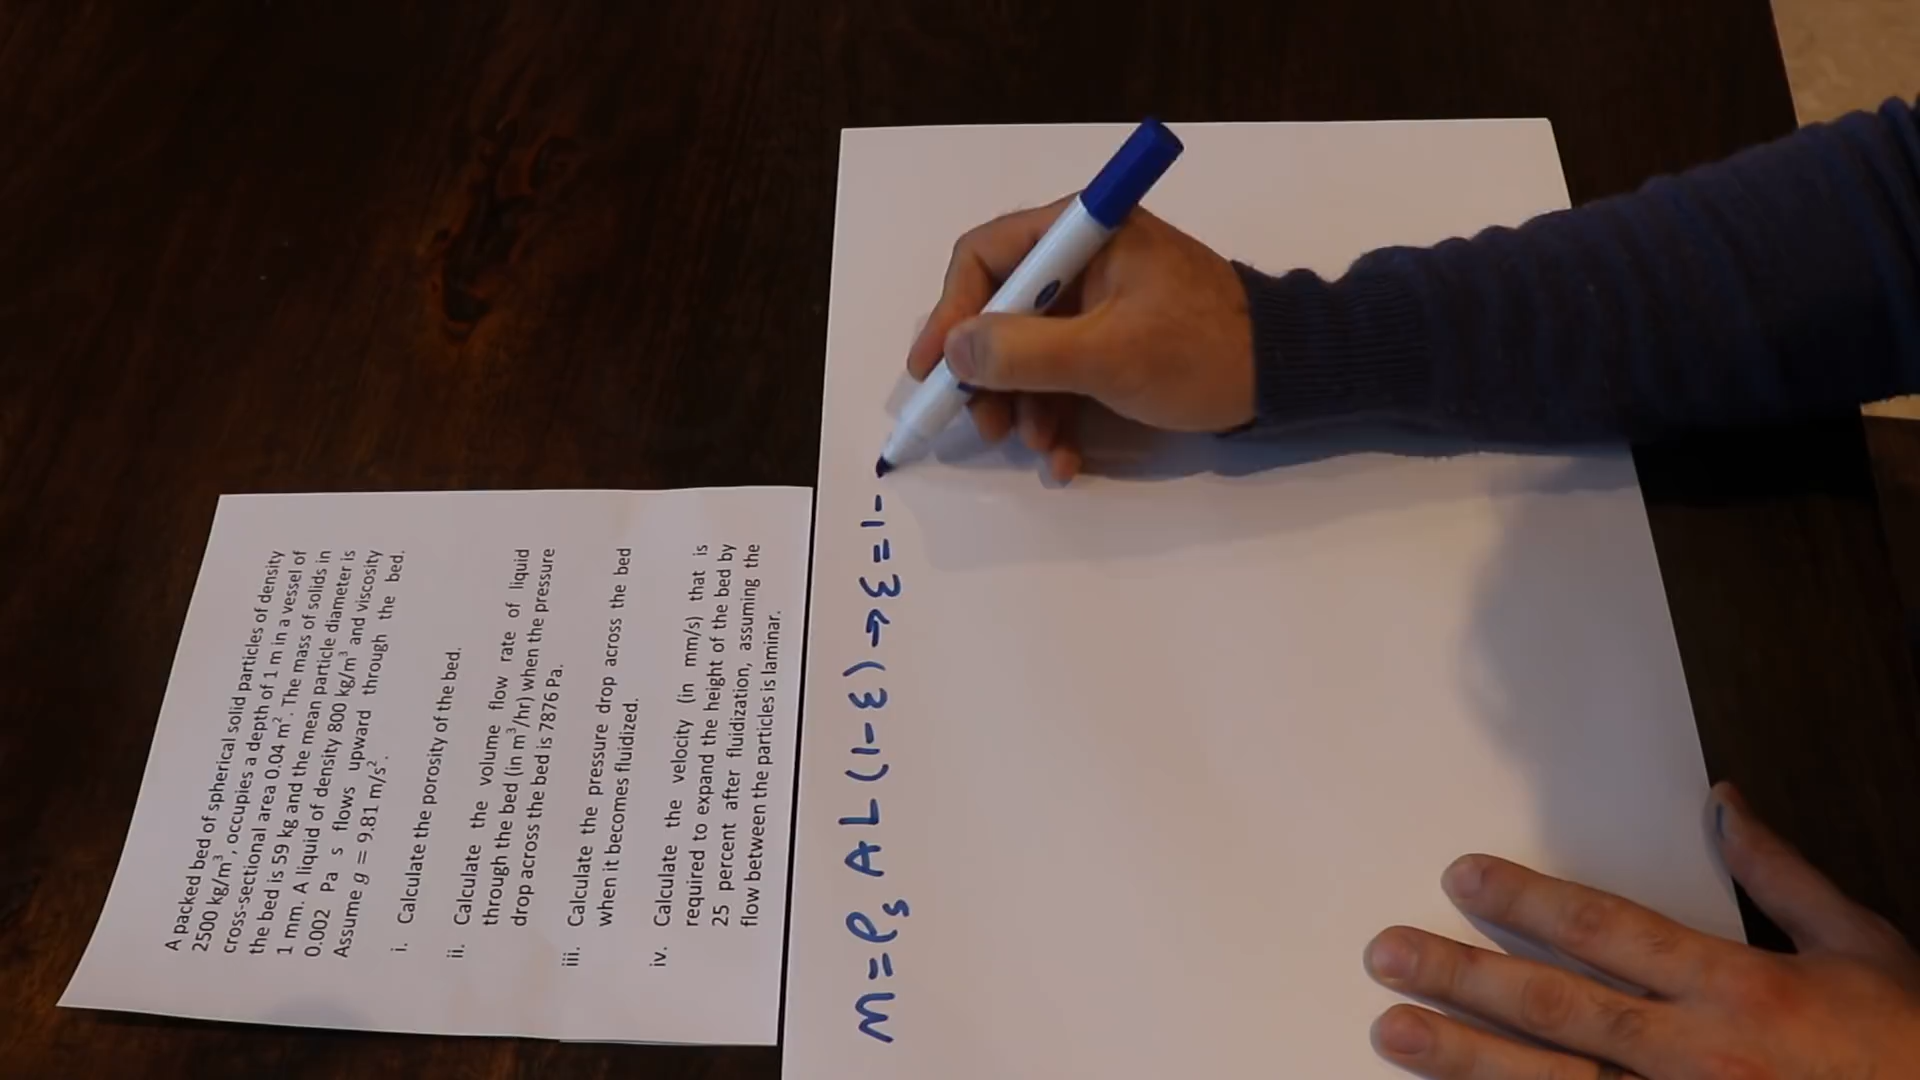 A packed bed of spherical solid particles of density
2500 kg/m³, occupies a depth of 1 m in a vessel of
cross-sectional area 0.04 m². The mass of solids in
the bed is 59 kg and the mean particle diameter is
1 mm. A liquid of density 800 kg/m³ and viscosity
0.002 Pa s flows upward through the bed.
Assume g = 9.81 m/s².
i. Calculate the porosity of the bed.
ii. Calculate the volume flow rate of liquid
through the bed (in m³/hr) when the pressure
drop across the bed is 7876 Pa.
iii. Calculate the pressure drop across the bed
when it becomes fluidized.
iv. Calculate the velocity (in mm/s) that is
required to expand the height of the bed by
25 percent after fluidization, assuming the
flow between the particles is laminar.
m=ρs AL(1-ε)→ε=1-